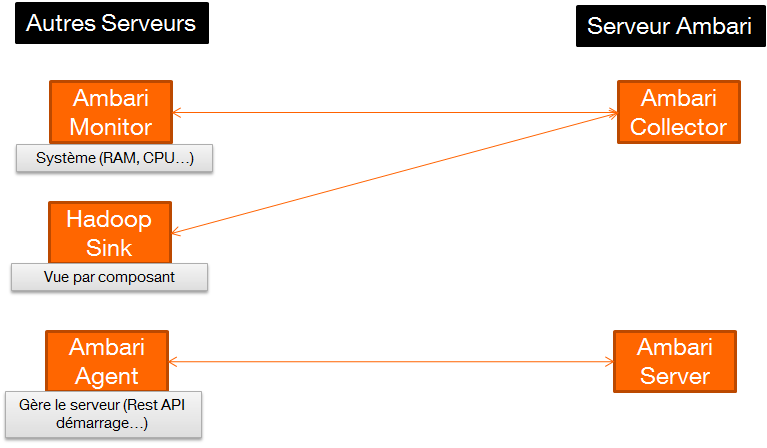 Autres Serveurs
Serveur Ambari
Ambari
Monitor
Système (RAM, CPU…)
Ambari
Collector
Hadoop
Sink
Vue par composant
Ambari
Agent
Gère le serveur (Rest API
démarrage…)
Ambari
Server